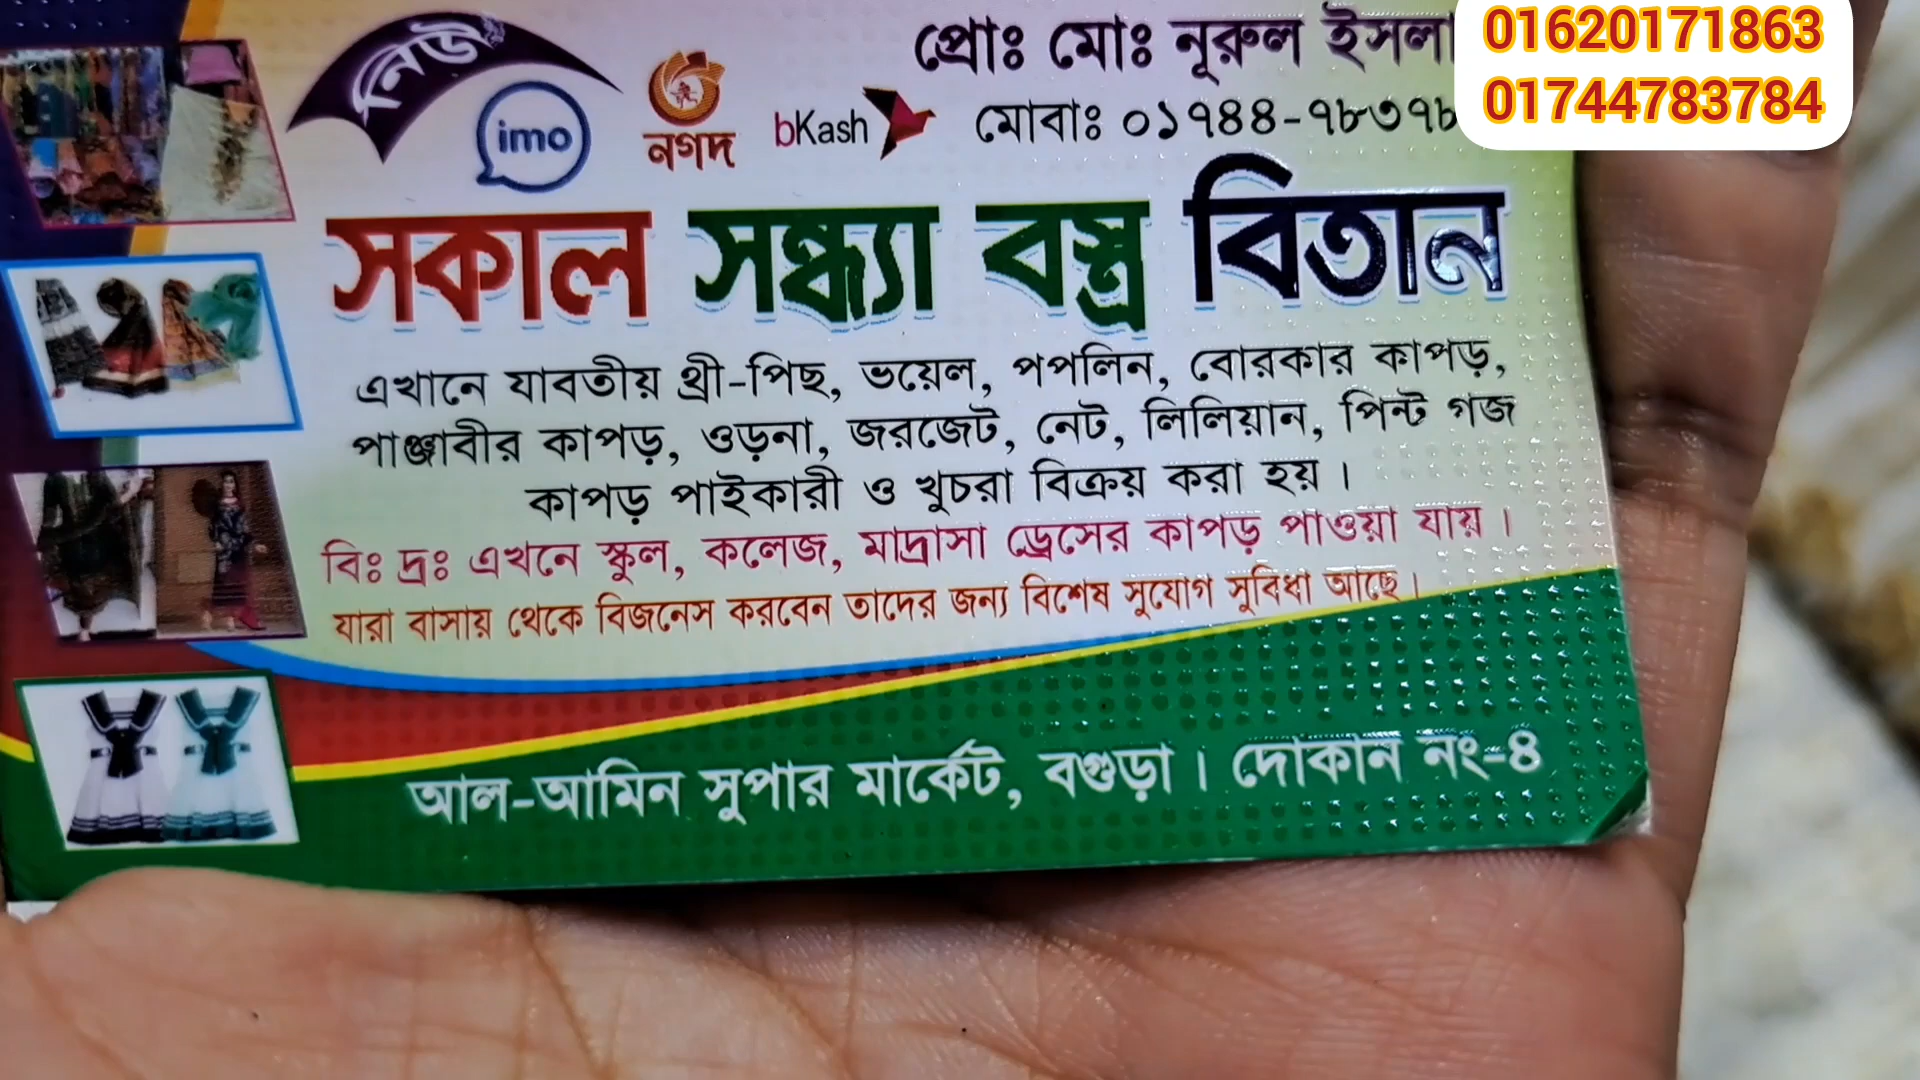 নিউ
imo
নগদ
bKash
প্রোঃ মোঃ নূরুল ইসলা
মোবাঃ ০১৭৪৪-৭৮৩৭৮
01620171863
01744783784
সকাল সন্ধ্যা বস্ত্র বিতান
এখানে যাবতীয় থ্রী-পিছ, ভয়েল, পপলিন, বোরকার কাপড়,
পাঞ্জাবীর কাপড়, ওড়না, জরজেট, নেট, লিলিয়ান, পিন্ট গজ
কাপড় পাইকারী ও খুচরা বিক্রয় করা হয়।
বিঃ দ্রঃ এখনে স্কুল, কলেজ, মাদ্রাসা ড্রেসের কাপড় পাওয়া যায়।
যারা বাসায় থেকে বিজনেস করবেন তাদের জন্য বিশেষ সুযোগ সুবিধা আছে।
আল-আমিন সুপার মার্কেট, বগুড়া। দোকান নং-৪